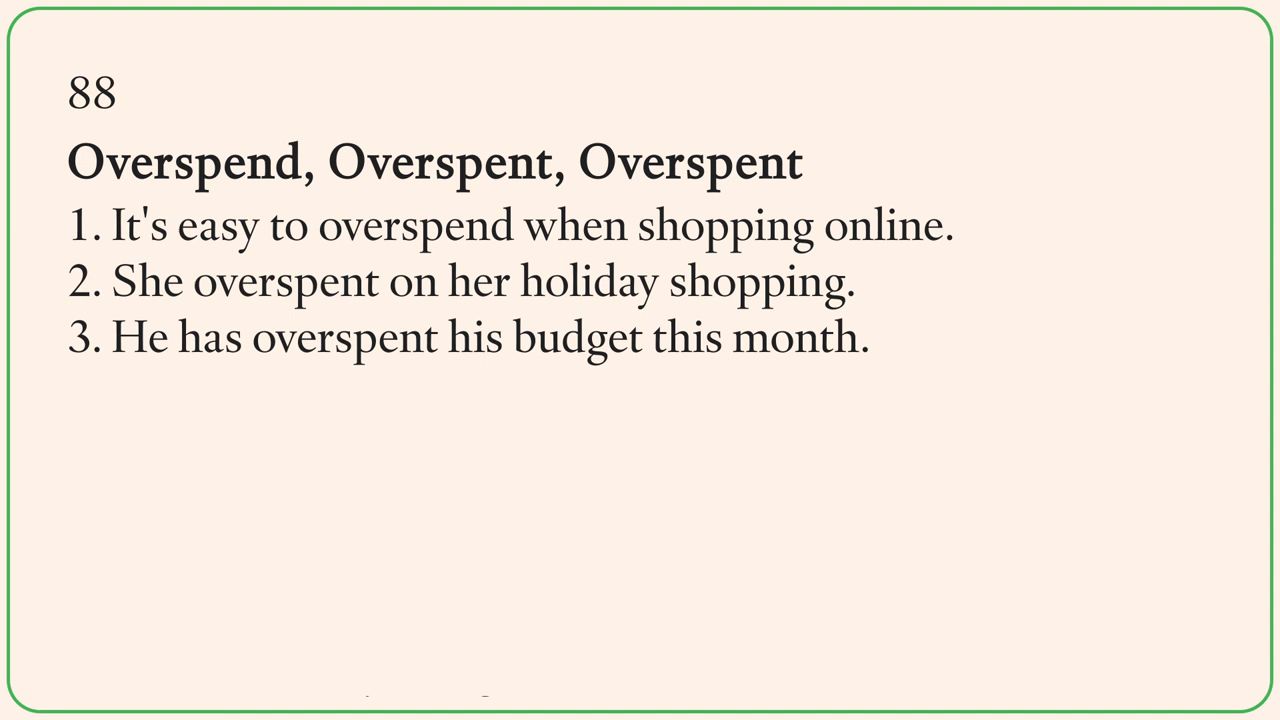 88
Overspend, Overspent, Overspent
1. It's easy to overspend when shopping online.
2. She overspent on her holiday shopping.
3. He has overspent his budget this month.